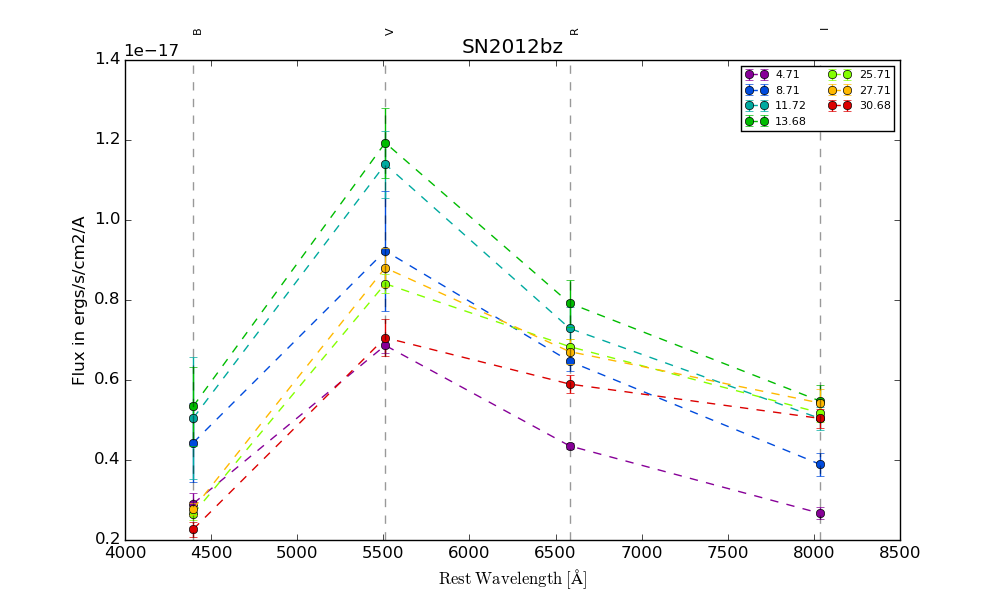 B V R I
SN2012bz
1e−17
1.4
1.2
1.0
0.8
0.6
0.4
0.2
Flux in ergs/s/cm2/A
4.71 25.71
8.71 27.71
11.72 30.68
13.68
4000 4500 5000 5500 6000 6500 7000 7500 8000 8500
Rest Wavelength [Å]